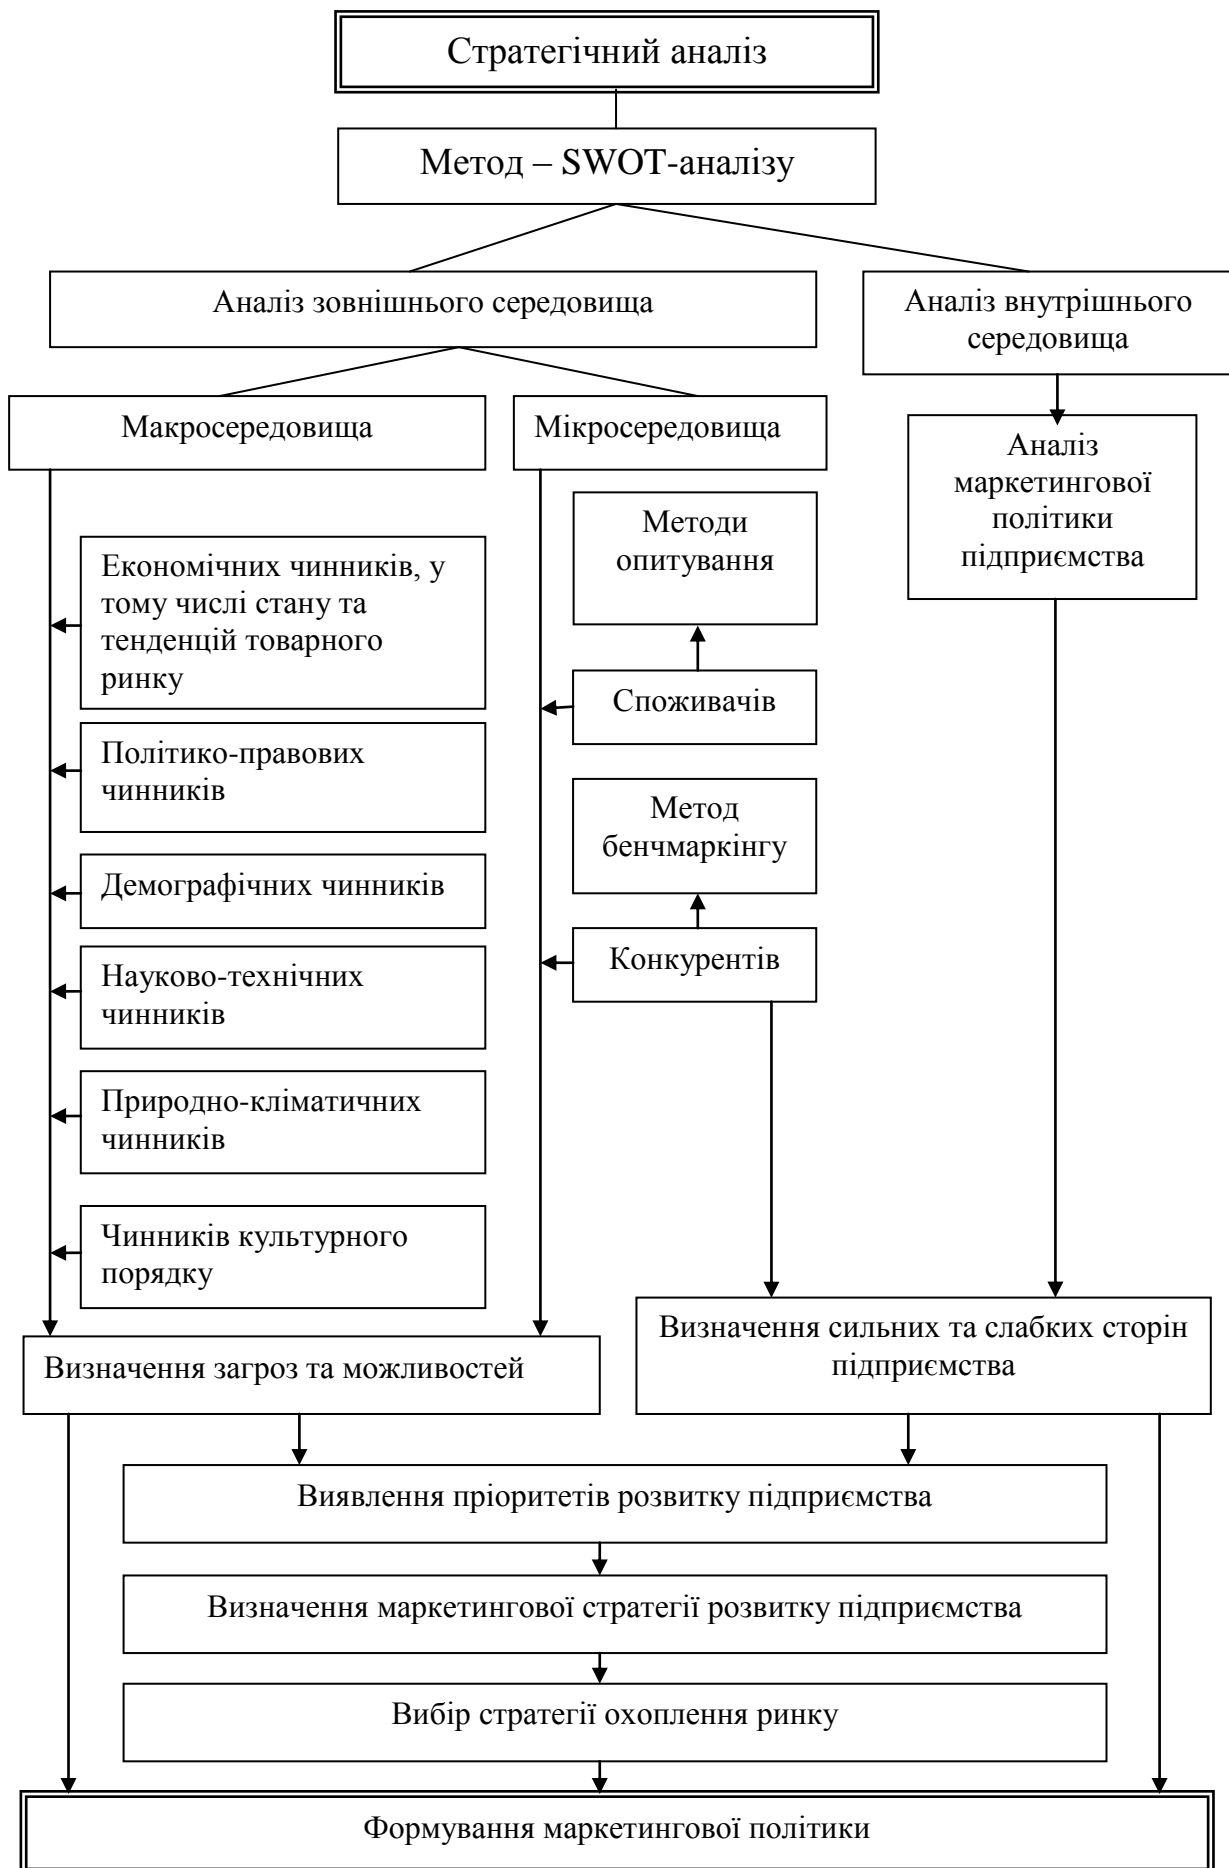 Стратегічний аналіз
Метод – SWOT-аналізу
Аналіз зовнішнього середовища
Аналіз внутрішнього
середовища
Макросередовища
Мікросередовища
Аналіз
маркетингової
політики
підприємства
Методи
опитування
Економічних чинників, у
тому числі стану та
тенденцій товарного
ринку
Споживачів
Політико-правових
чинників
Метод
бенчмаркінгу
Демографічних чинників
Конкурентів
Науково-технічних
чинників
Природно-кліматичних
чинників
Чинників культурного
порядку
Визначення загроз та можливостей
Визначення сильних та слабких сторін
підприємства
Виявлення пріоритетів розвитку підприємства
Визначення маркетингової стратегії розвитку підприємства
Вибір стратегії охоплення ринку
Формування маркетингової політики